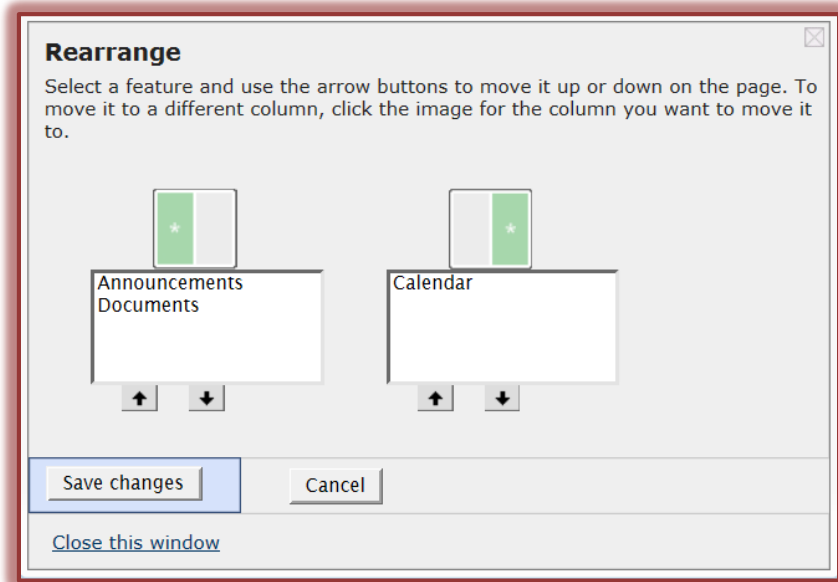 Rearrange
Select a feature and use the arrow buttons to move it up or down on the page. To
move it to a different column, click the image for the column you want to move it
to.
* *
Announcements
Documents
Calendar
Save changes
Cancel
Close this window